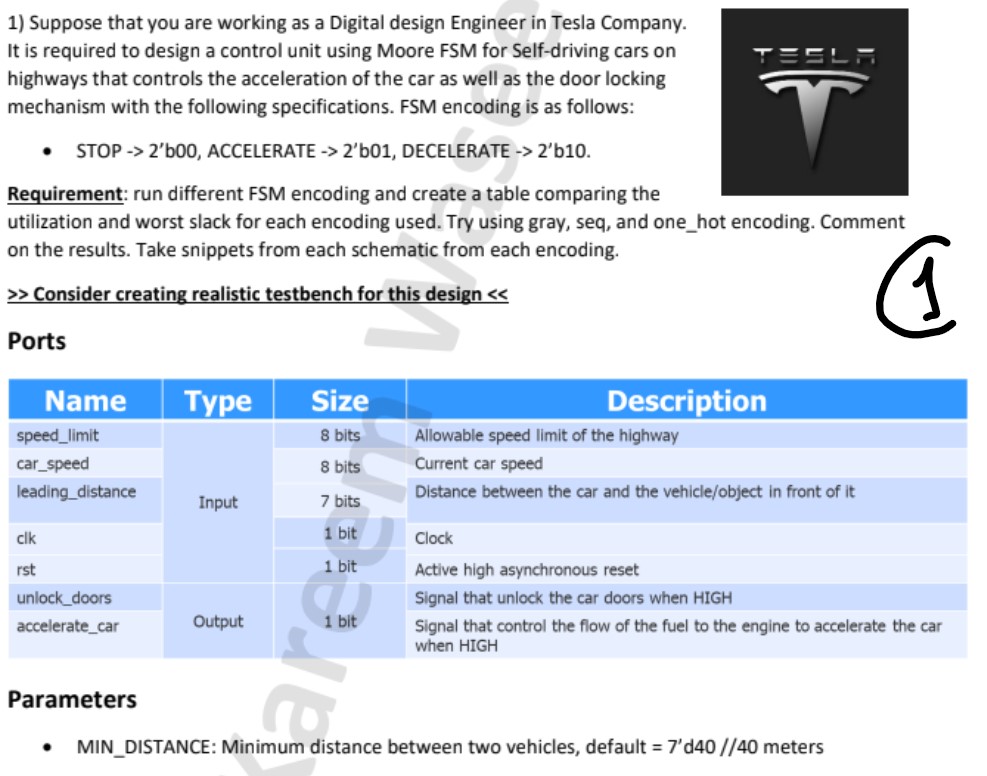 1) Suppose that you are working as a Digital design Engineer in Tesla Company.
It is required to design a control unit using Moore FSM for Self-driving cars on
highways that controls the acceleration of the car as well as the door locking
mechanism with the following specifications. FSM encoding is as follows:
TESLA
• STOP -> 2’b00, ACCELERATE -> 2’b01, DECELERATE -> 2’b10.
Requirement: run different FSM encoding and create a table comparing the
utilization and worst slack for each encoding used. Try using gray, seq, and one_hot encoding. Comment
on the results. Take snippets from each schematic from each encoding.
1
>> Consider creating realistic testbench for this design <<
Ports
Name Type Size Description
speed_limit 8 bits Allowable speed limit of the highway
car_speed 8 bits Current car speed
leading_distance Input 7 bits Distance between the car and the vehicle/object in front of it
clk 1 bit Clock
rst 1 bit Active high asynchronous reset
unlock_doors Signal that unlock the car doors when HIGH
accelerate_car Output 1 bit Signal that control the flow of the fuel to the engine to accelerate the car
when HIGH
Parameters
• MIN_DISTANCE: Minimum distance between two vehicles, default = 7’d40 //40 meters
Kareem Wasee